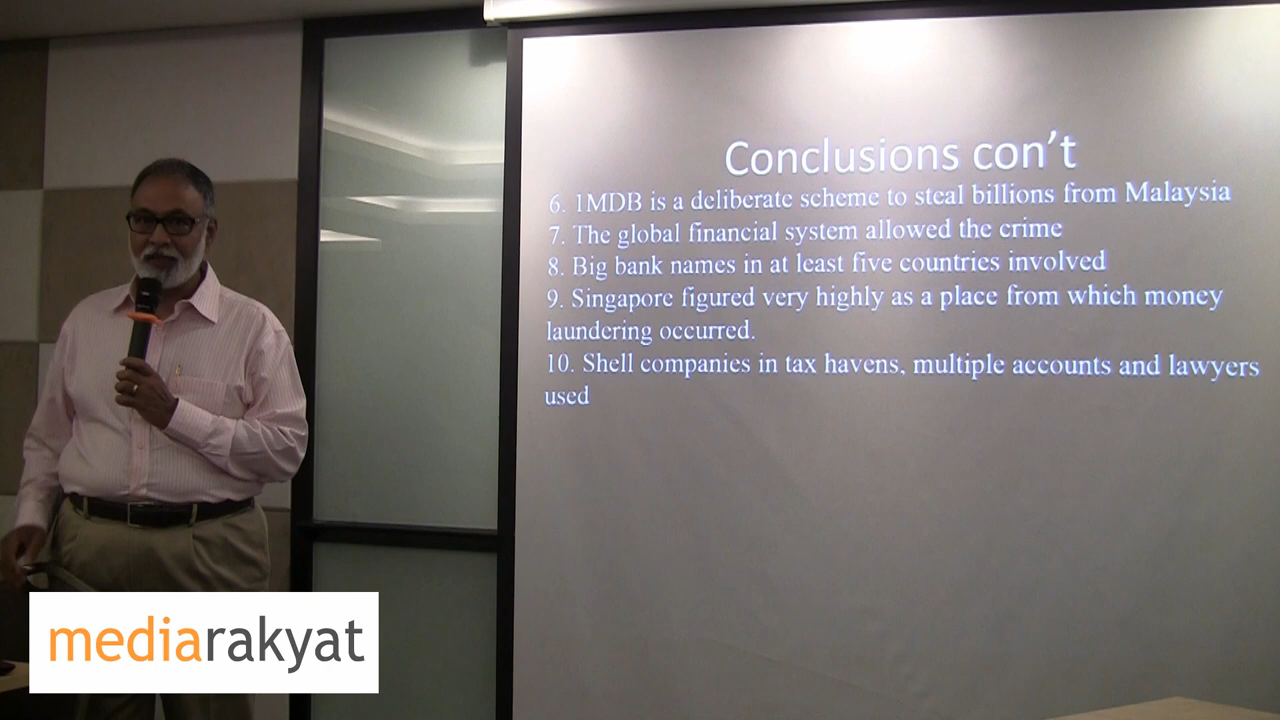 Conclusions con't
6. 1MDB is a deliberate scheme to steal billions from Malaysia
7. The global financial system allowed the crime
8. Big bank names in at least five countries involved
9. Singapore figured very highly as a place from which money
laundering occurred.
10. Shell companies in tax havens, multiple accounts and lawyers
used
mediarakyat